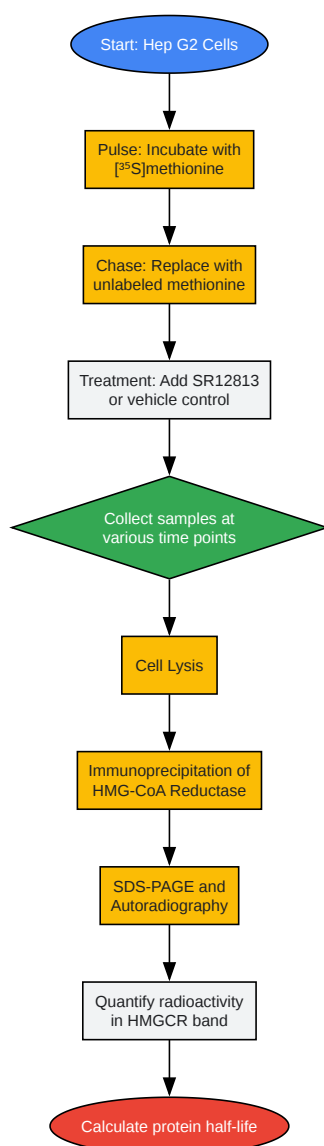 Start: Hep G2 Cells
Pulse: Incubate with
[³⁵S]methionine
Chase: Replace with
unlabeled methionine
Treatment: Add SR12813
or vehicle control
Collect samples at
various time points
Cell Lysis
Immunoprecipitation of
HMG-CoA Reductase
SDS-PAGE and
Autoradiography
Quantify radioactivity
in HMGCR band
Calculate protein half-life